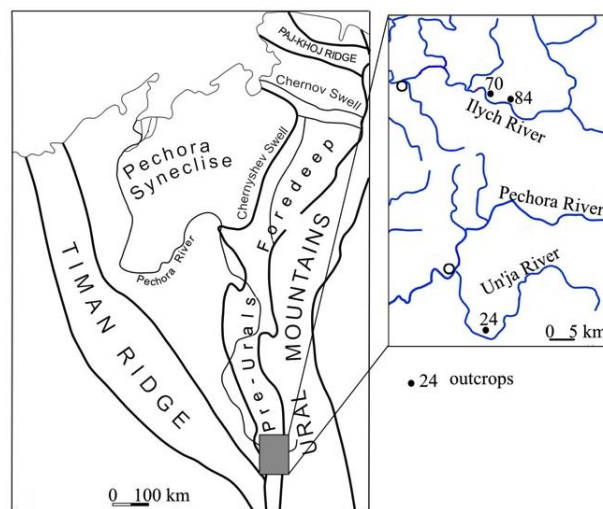 PAJ-KHOJ RIDGE
Chernov Swell
Pechora
Syneclise
Chernyshev Swell
Pechora River
Pre-Urals Foredeep
URAL MOUNTAINS
TIMAN RIDGE
0 100 km
70
84
Ilych River
Pechora River
Un'ja River
24
0 5 km
24 outcrops